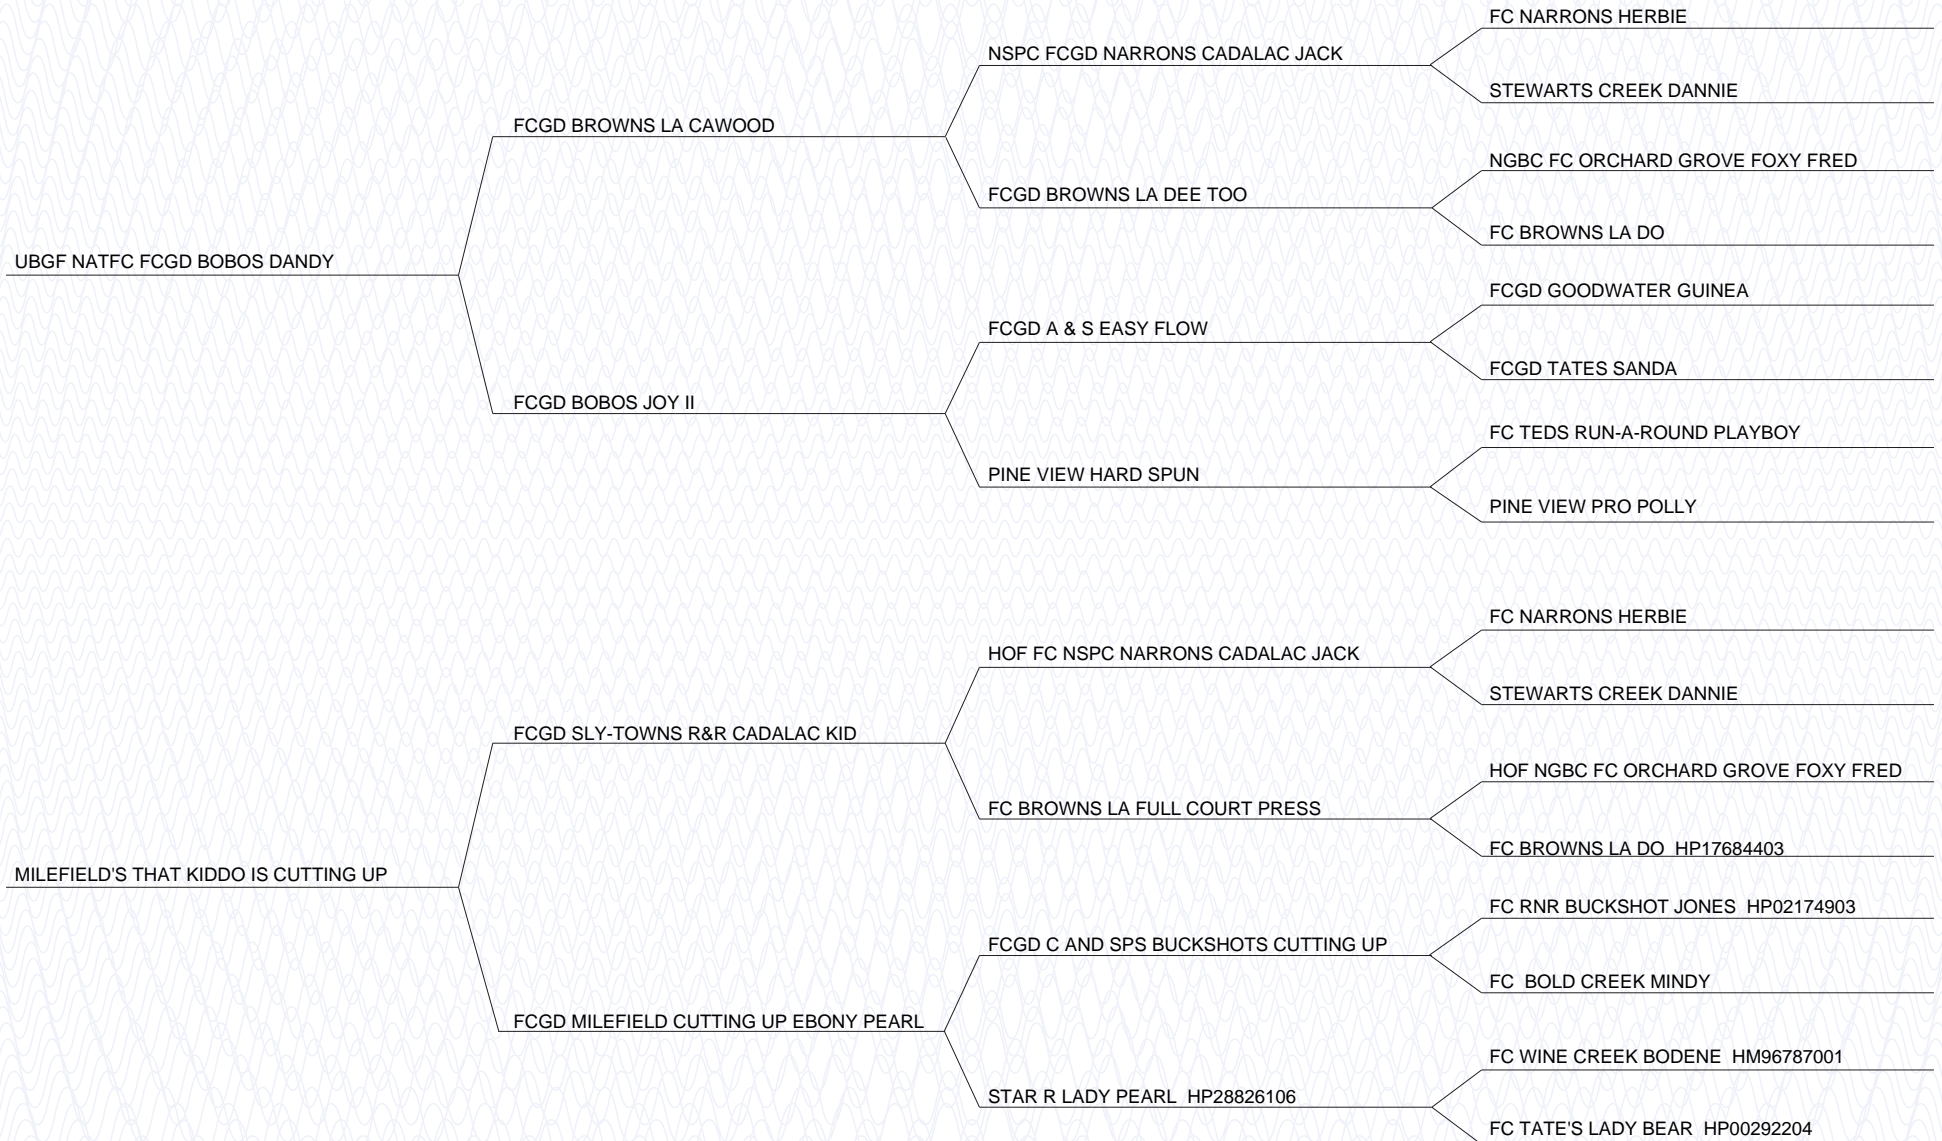 FC NARRONS HERBIE
NSPC FCGD NARRONS CADALAC JACK
STEWARTS CREEK DANNIE
FCGD BROWNS LA CAWOOD
NGBC FC ORCHARD GROVE FOXY FRED
FCGD BROWNS LA DEE TOO
FC BROWNS LA DO
UBGF NATFC FCGD BOBOS DANDY
FCGD GOODWATER GUINEA
FCGD A & S EASY FLOW
FCGD TATES SANDA
FCGD BOBOS JOY II
FC TEDS RUN-A-ROUND PLAYBOY
PINE VIEW HARD SPUN
PINE VIEW PRO POLLY
FC NARRONS HERBIE
HOF FC NSPC NARRONS CADALAC JACK
STEWARTS CREEK DANNIE
FCGD SLY-TOWNS R&R CADALAC KID
HOF NGBC FC ORCHARD GROVE FOXY FRED
FC BROWNS LA FULL COURT PRESS
FC BROWNS LA DO  HP17684403
MILEFIELD'S THAT KIDDO IS CUTTING UP
FC RNR BUCKSHOT JONES  HP02174903
FCGD C AND SPS BUCKSHOTS CUTTING UP
FC  BOLD CREEK MINDY
FCGD MILEFIELD CUTTING UP EBONY PEARL
FC WINE CREEK BODENE  HM96787001
STAR R LADY PEARL  HP28826106
FC TATE'S LADY BEAR  HP00292204